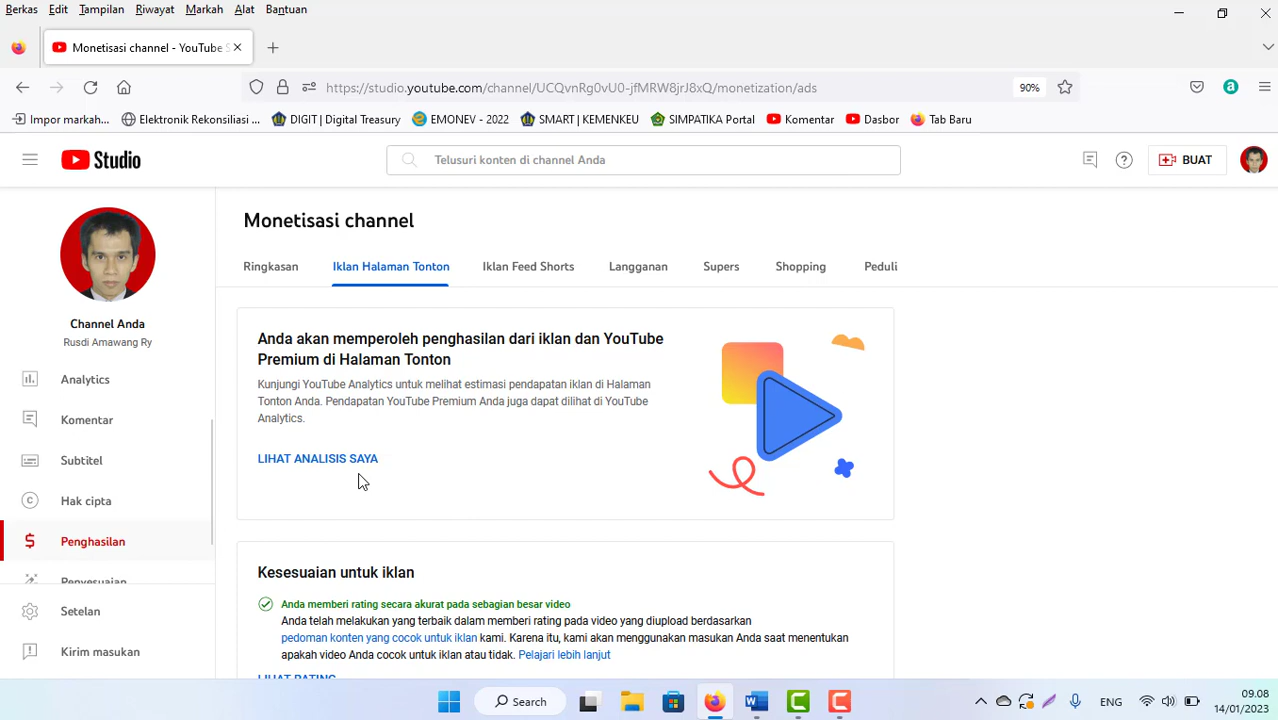 Berkas Edit Tampilan Riwayat Markah Alat Bantuan
Monetisasi channel - YouTube S
https://studio.youtube.com/channel/UCQvnRg0vU0-jfMRW8jrJ8xQ/monetization/ads
90%
Impor markah... Elektronik Rekonsiliasi ... DIGIT | Digital Treasury EMONEV - 2022 SMART | KEMENKEU SIMPATIKA Portal Komentar Dasbor Tab Baru
Studio
Telusuri konten di channel Anda
BUAT
Channel Anda
Rusdi Amawang Ry
Analytics
Komentar
Subtitel
Hak cipta
Penghasilan
Penyesuaian
Setelan
Kirim masukan
Monetisasi channel
Ringkasan Iklan Halaman Tonton Iklan Feed Shorts Langganan Supers Shopping Peduli
Anda akan memperoleh penghasilan dari iklan dan YouTube
Premium di Halaman Tonton
Kunjungi YouTube Analytics untuk melihat estimasi pendapatan iklan di Halaman
Tonton Anda. Pendapatan YouTube Premium Anda juga dapat dilihat di YouTube
Analytics.
LIHAT ANALISIS SAYA
Kesesuaian untuk iklan
Anda memberi rating secara akurat pada sebagian besar video
Anda telah melakukan yang terbaik dalam memberi rating pada video yang diupload berdasarkan
pedoman konten yang cocok untuk iklan kami. Karena itu, kami akan menggunakan masukan Anda saat menentukan
apakah video Anda cocok untuk iklan atau tidak. Pelajari lebih lanjut
LIHAT RATING
Search
ENG
09.08
14/01/2023